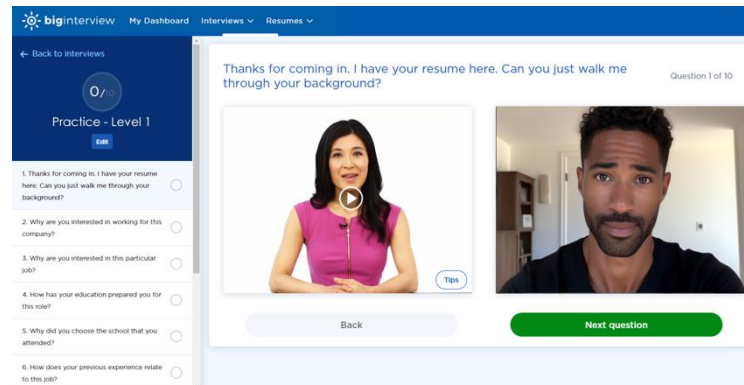 biginterview My Dashboard Interviews Resumes
← Back to interviews
0/10
Practice - Level 1
Edit
1. Thanks for coming in. I have your resume
here. Can you just walk me through your
background?
2. Why are you interested in working for this
company?
3. Why are you interested in this particular
job?
4. How has your education prepared you for
this role?
5. Why did you choose the school that you
attended?
6. How does your previous experience relate
to this job?
Thanks for coming in. I have your resume here. Can you just walk me
through your background?
Question 1 of 10
Tips
Back
Next question